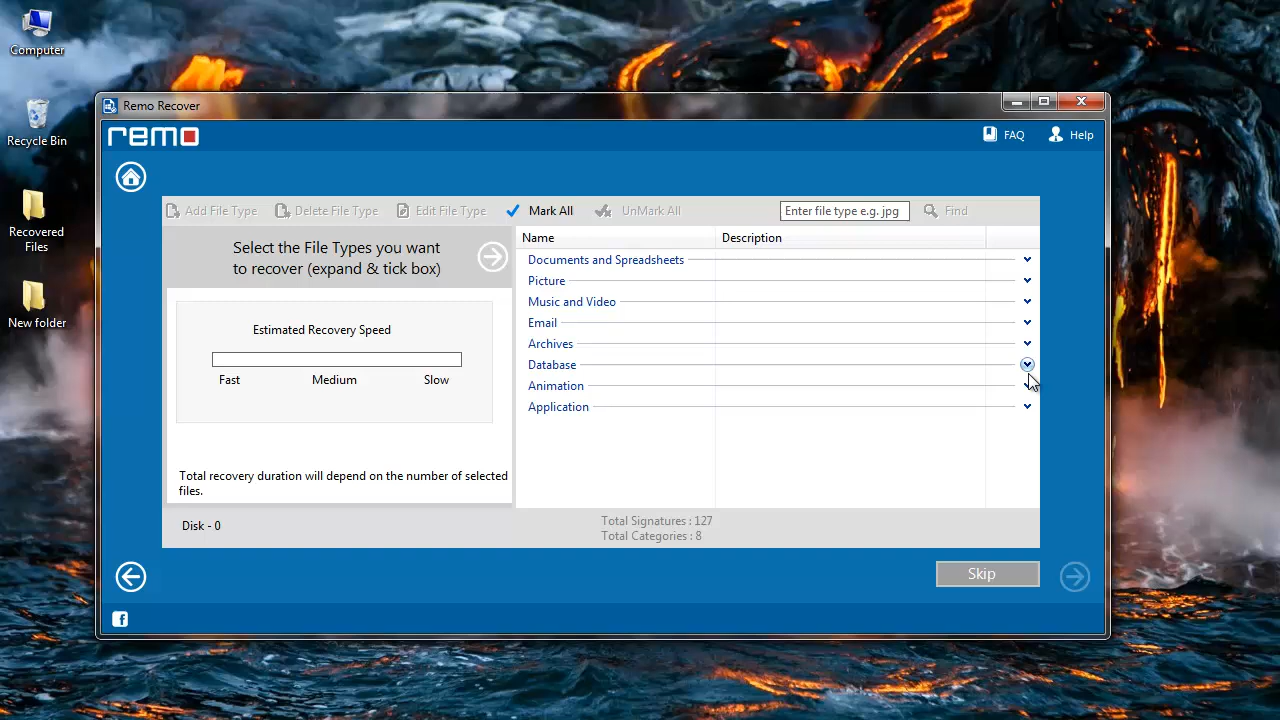 Computer
Recycle Bin
Recovered
Files
New folder
Remo Recover
remo
FAQ
Help
Add File Type
Delete File Type
Edit File Type
Mark All
UnMark All
Enter file type e.g. jpg
Find
Select the File Types you want
to recover (expand & tick box)
Estimated Recovery Speed
Fast
Medium
Slow
Total recovery duration will depend on the number of selected
files.
Name
Description
Documents and Spreadsheets
Picture
Music and Video
Email
Archives
Database
Animation
Application
Disk - 0
Total Signatures : 127
Total Categories : 8
Skip
f